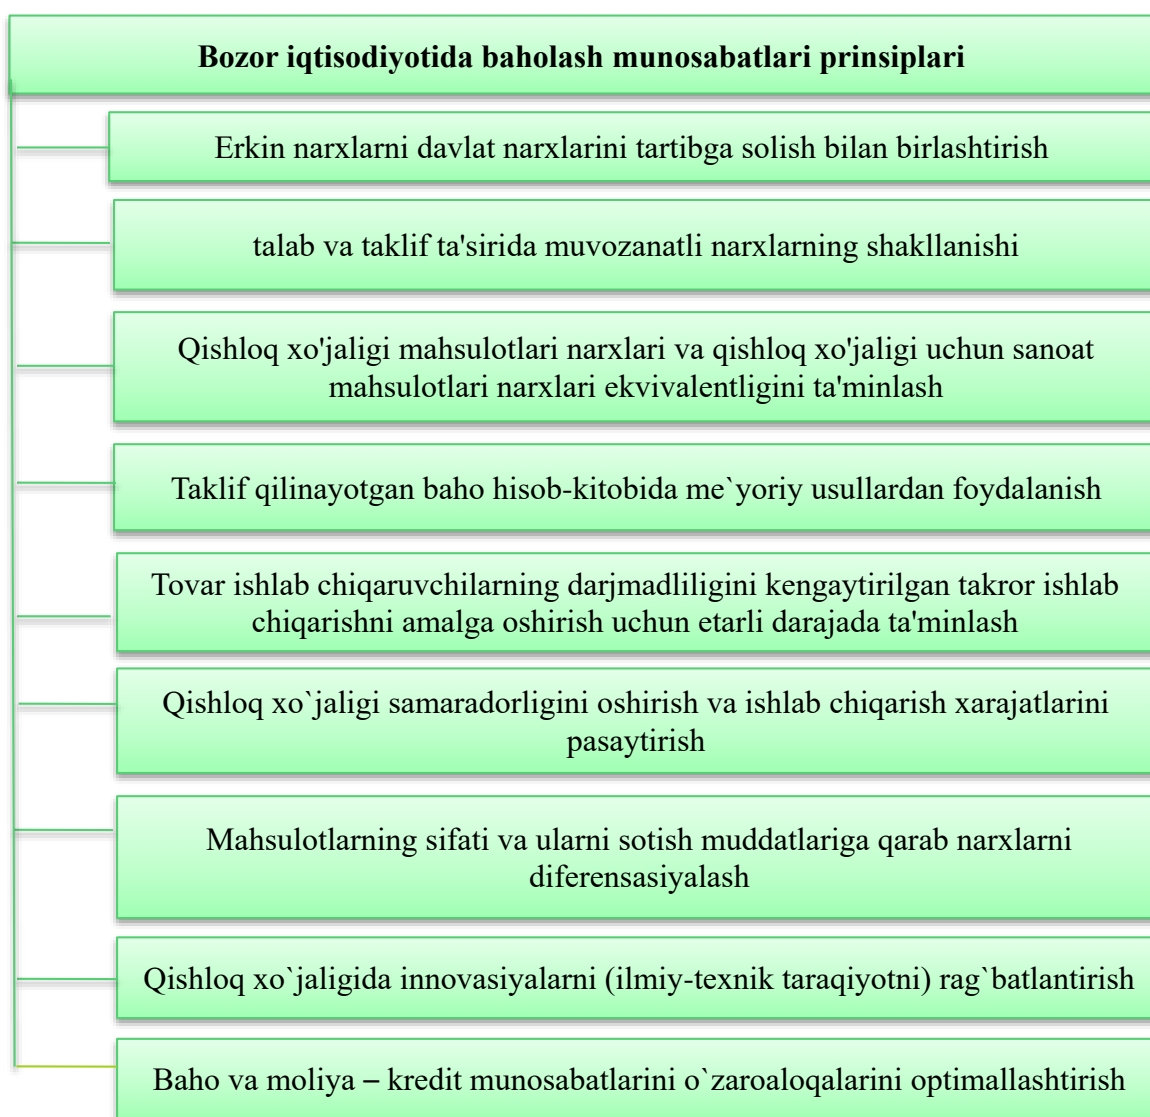 Bozor iqtisodiyotida baholash munosabatlari prinsiplari
Erkin narxlarni davlat narxlarini tartibga solish bilan birlashtirish
talab va taklif ta'sirida muvozanatli narxlarning shakllanishi
Qishloq xo'jaligi mahsulotlari narxlari va qishloq xo'jaligi uchun sanoat
mahsulotlari narxlari ekvivalentligini ta'minlash
Taklif qilinayotgan baho hisob-kitobida me`yoriy usullardan foydalanish
Tovar ishlab chiqaruvchilarning darjmadliligini kengaytirilgan takror ishlab
chiqarishni amalga oshirish uchun etarli darajada ta'minlash
Qishloq xo`jaligi samaradorligini oshirish va ishlab chiqarish xarajatlarini
pasaytirish
Mahsulotlarning sifati va ularni sotish muddatlariga qarab narxlarni
diferensasiyalash
Qishloq xo`jaligida innovasiyalarni (ilmiy-texnik taraqiyotni) rag`batlantirish
Baho va moliya – kredit munosabatlarini o`zaroaloqalarini optimallashtirish